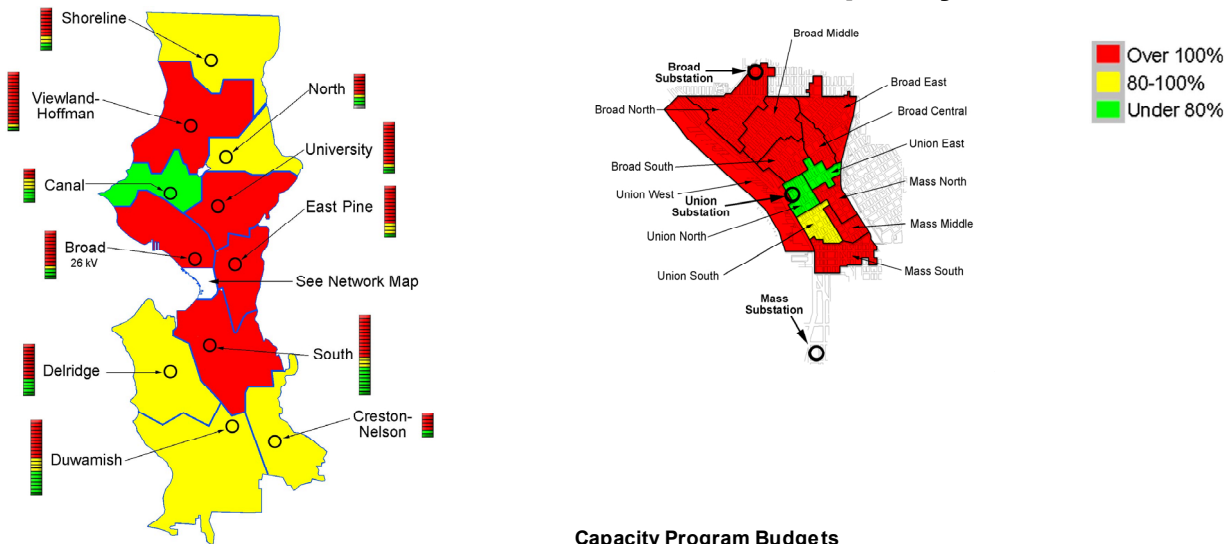 Shoreline
Viewland-
Hoffman
North
University
Canal
East Pine
Broad
26 kV
See Network Map
South
Delridge
Creston-
Nelson
Duwamish
Broad Middle
Broad
Substation
Broad East
Broad North
Broad Central
Union East
Broad South
Mass North
Union West
Union
Substation
Mass Middle
Union North
Mass South
Union South
Mass
Substation
Over 100%
80-100%
Under 80%
Capacity Program Budgets